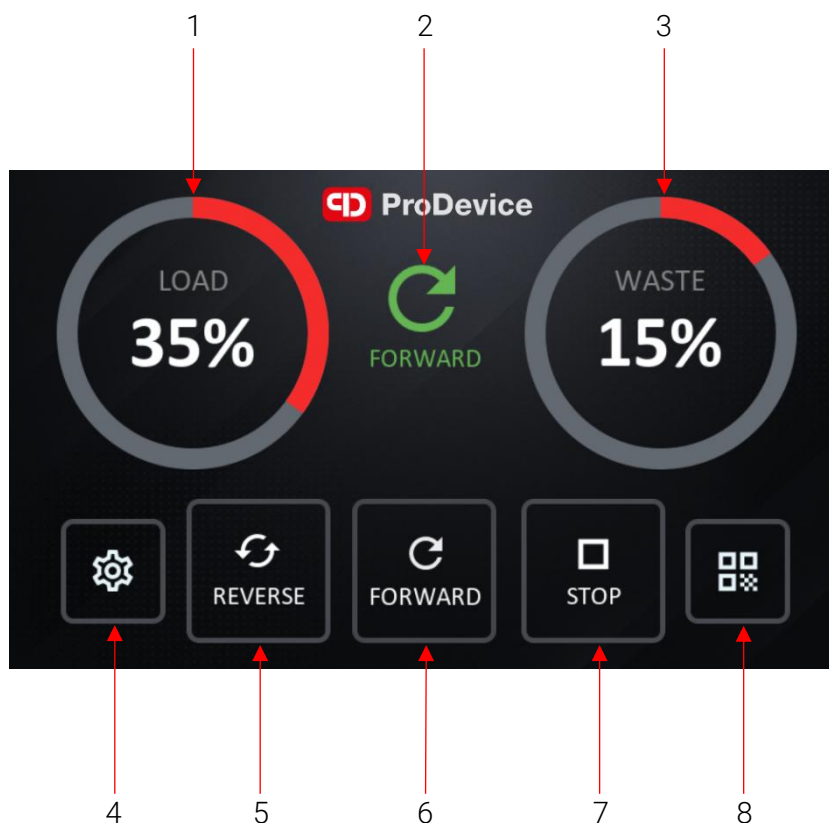 1 2 3
ProDevice
LOAD WASTE
35% FORWARD 15%
REVERSE FORWARD STOP
4 5 6 7 8